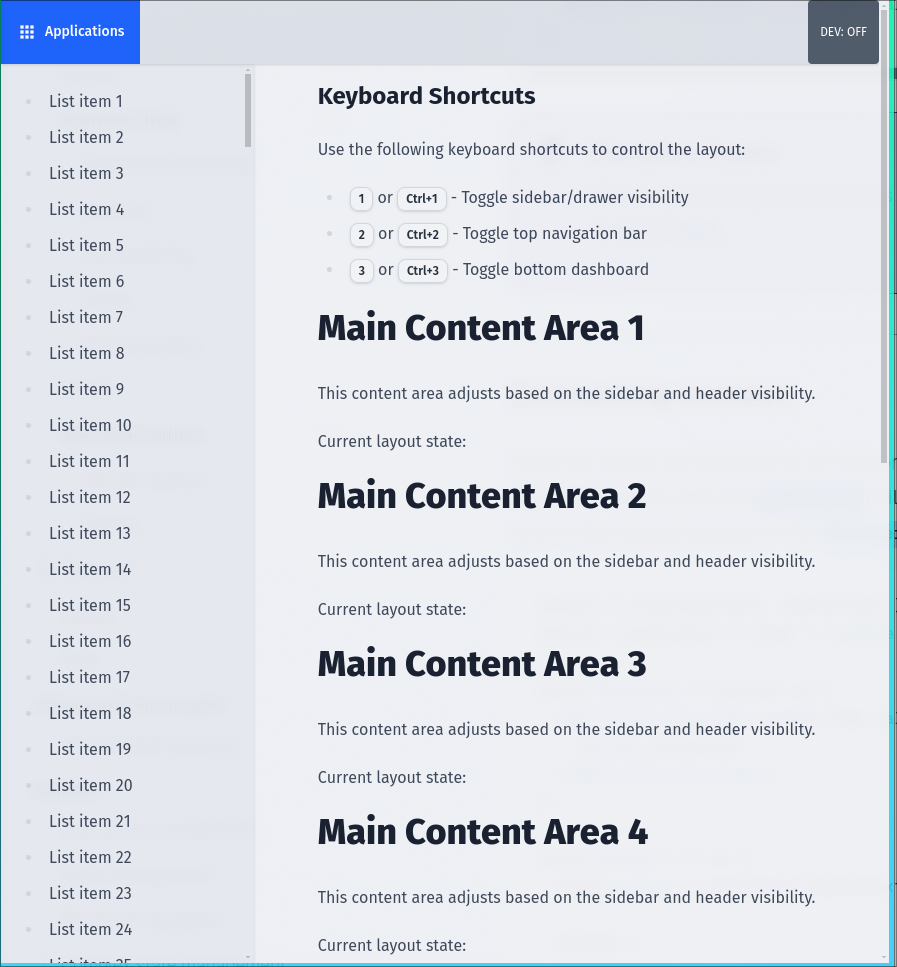 Applications
DEV: OFF
List item 1
List item 2
List item 3
List item 4
List item 5
List item 6
List item 7
List item 8
List item 9
List item 10
List item 11
List item 12
List item 13
List item 14
List item 15
List item 16
List item 17
List item 18
List item 19
List item 20
List item 21
List item 22
List item 23
List item 24
List item 25
Keyboard Shortcuts
Use the following keyboard shortcuts to control the layout:
1 or Ctrl+1 - Toggle sidebar/drawer visibility
2 or Ctrl+2 - Toggle top navigation bar
3 or Ctrl+3 - Toggle bottom dashboard
Main Content Area 1
This content area adjusts based on the sidebar and header visibility.
Current layout state:
Main Content Area 2
This content area adjusts based on the sidebar and header visibility.
Current layout state:
Main Content Area 3
This content area adjusts based on the sidebar and header visibility.
Current layout state:
Main Content Area 4
This content area adjusts based on the sidebar and header visibility.
Current layout state: